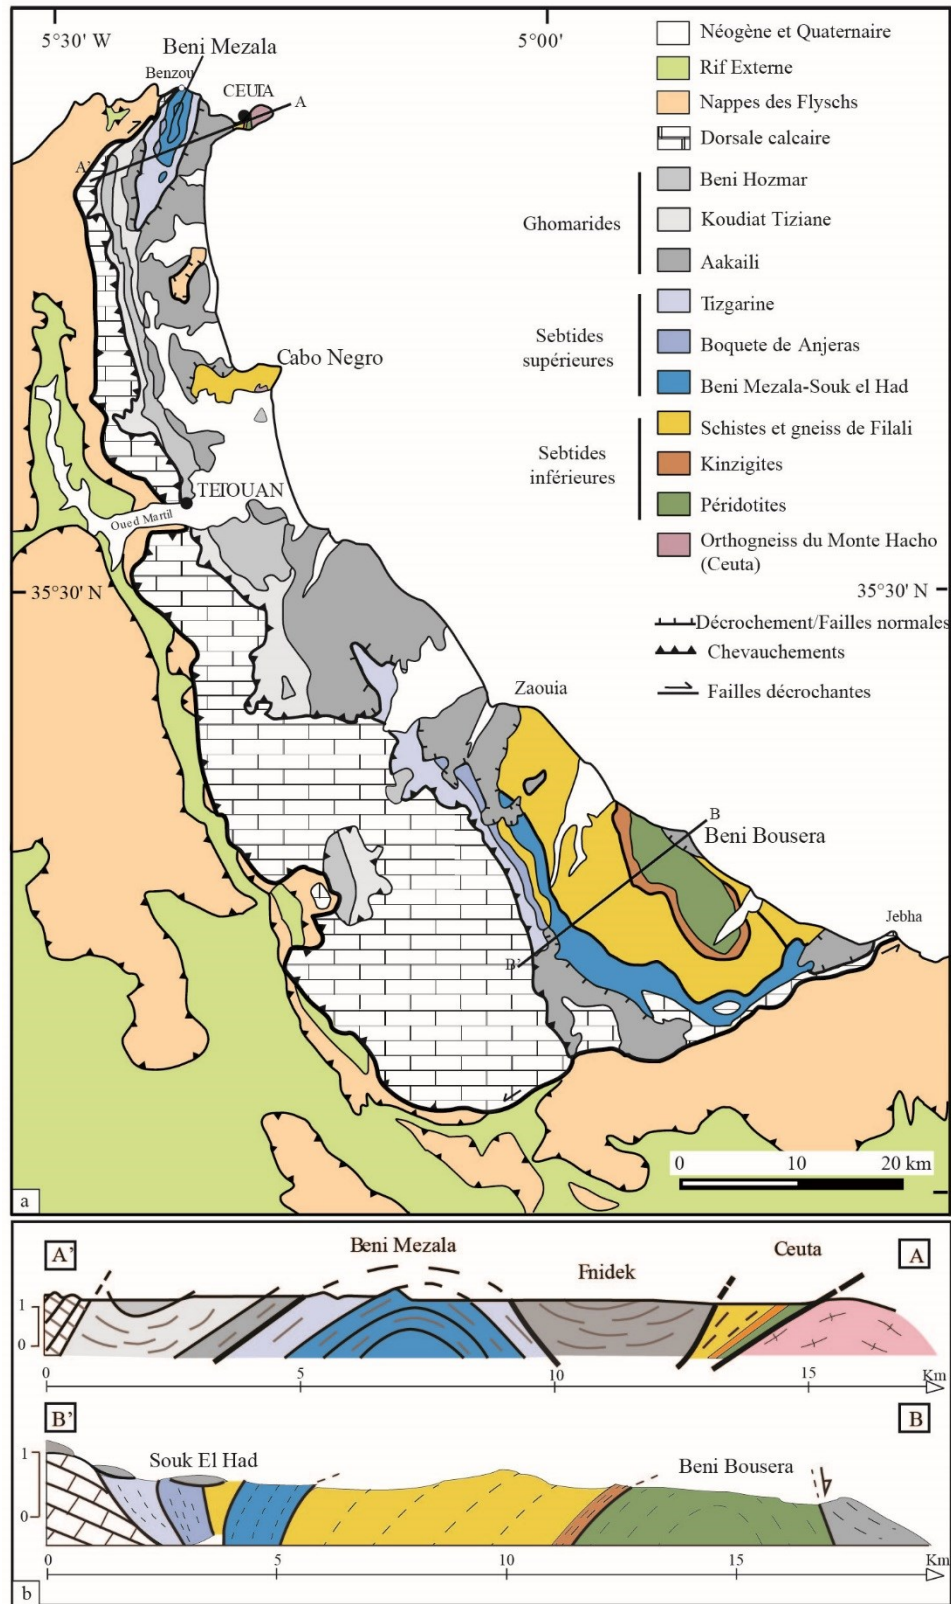 5°30' W
5°00'
Beni Mezala
Benzou
CEUTA
A
A'
Cabo Negro
TETOUAN
Oued Martil
35°30' N
35°30' N
Zaouia
B
Beni Bousera
B'
Jebha
Néogène et Quaternaire
Rif Externe
Nappes des Flyschs
Dorsale calcaire
Ghomarides
Beni Hozmar
Koudiat Tiziane
Aakaili
Sebtides supérieures
Tizgarine
Boquete de Anjeras
Beni Mezala-Souk el Had
Sebtides inférieures
Schistes et gneiss de Filali
Kinzigites
Péridotites
Orthogneiss du Monte Hacho
(Ceuta)
Décrochement/Failles normales
Chevauchements
Failles décrochantes
0 10 20 km
a
A' Beni Mezala Fnidek Ceuta A
1
0
0 5 10 15 Km
B' Souk El Had Beni Bousera B
1
0
0 5 10 15 Km
b